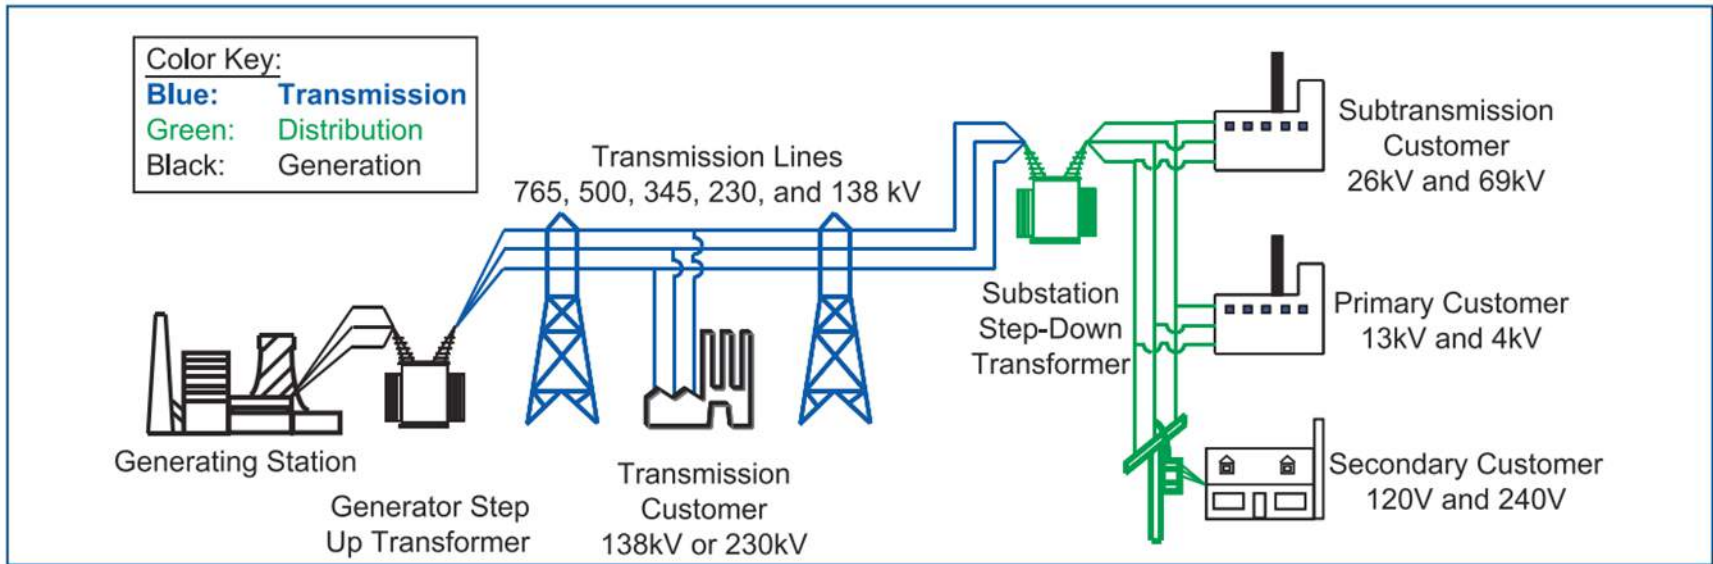 Color Key:
Blue: Transmission
Green: Distribution
Black: Generation
Transmission Lines
765, 500, 345, 230, and 138 kV
Subtransmission
Customer
26kV and 69kV
Substation
Step-Down
Transformer
Primary Customer
13kV and 4kV
Generating Station
Generator Step
Up Transformer
Transmission
Customer
138kV or 230kV
Secondary Customer
120V and 240V